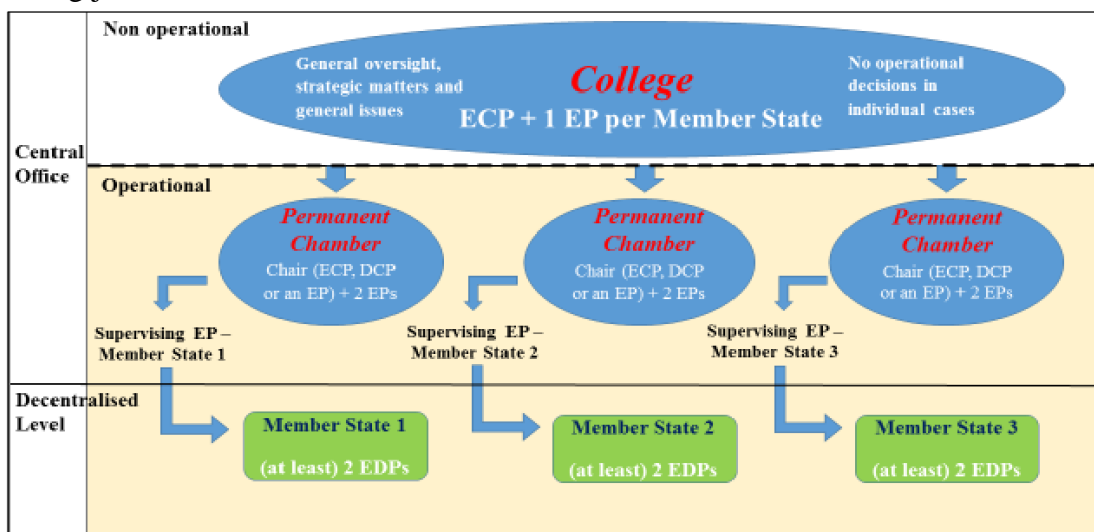 Non operational
General oversight,
strategic matters and
general issues
College
ECP + 1 EP per Member State
No operational
decisions in
individual cases
Central
Office
Operational
Permanent
Chamber
Chair (ECP, DCP
or an EP) + 2 EPs
Permanent
Chamber
Chair (ECP, DCP
or an EP) + 2 EPs
Permanent
Chamber
Chair (ECP, DCP
or an EP) + 2 EPs
Supervising EP –
Member State 1
Supervising EP –
Member State 2
Supervising EP –
Member State 3
Decentralised
Level
Member State 1
(at least) 2 EDPs
Member State 2
(at least) 2 EDPs
Member State 3
(at least) 2 EDPs